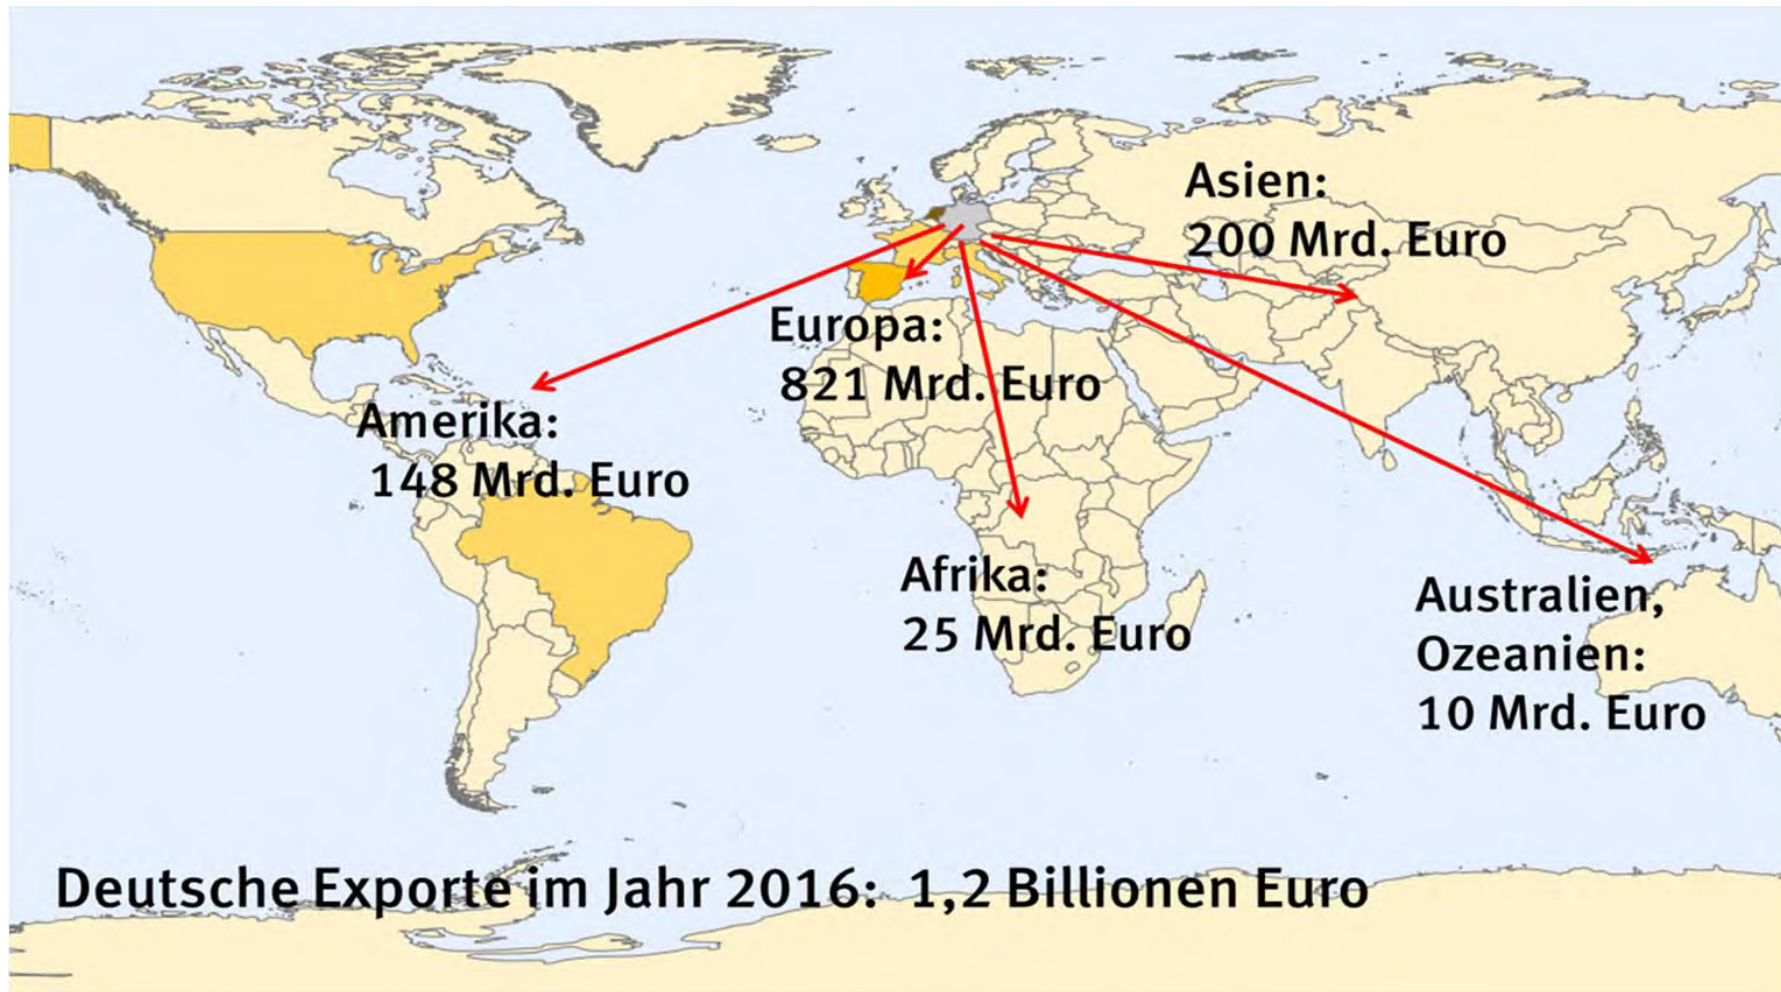 Asien:
200 Mrd. Euro
Europa:
821 Mrd. Euro
Amerika:
148 Mrd. Euro
Afrika:
25 Mrd. Euro
Australien,
Ozeanien:
10 Mrd. Euro
Deutsche Exporte im Jahr 2016: 1,2 Billionen Euro